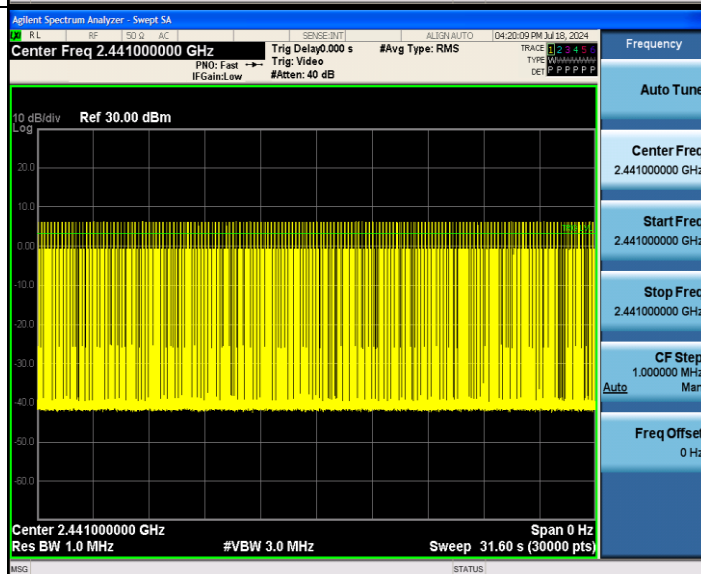 Agilent Spectrum Analyzer - Swept SA
RL RF 50 Ω AC SENSE:INT ALIGN AUTO 04:20:09 PM Jul 18, 2024
Center Freq 2.441000000 GHz
PNO: Fast
IFGain:Low
Trig Delay0.000 s
Trig: Video
#Atten: 40 dB
#Avg Type: RMS
TRACE 1 2 3 4 5 6
TYPE WWWWWWW
DET P P P P P P
Frequency
Auto Tune
Center Freq
2.441000000 GHz
Start Freq
2.441000000 GHz
Stop Freq
2.441000000 GHz
CF Step
1.000000 MHz
Auto Man
Freq Offset
0 Hz
10 dB/div Ref 30.00 dBm
Log
20.0
10.0
0.00
-10.0
-20.0
-30.0
-40.0
-50.0
-60.0
Center 2.441000000 GHz Span 0 Hz
Res BW 1.0 MHz #VBW 3.0 MHz Sweep 31.60 s (30000 pts)
MSG STATUS